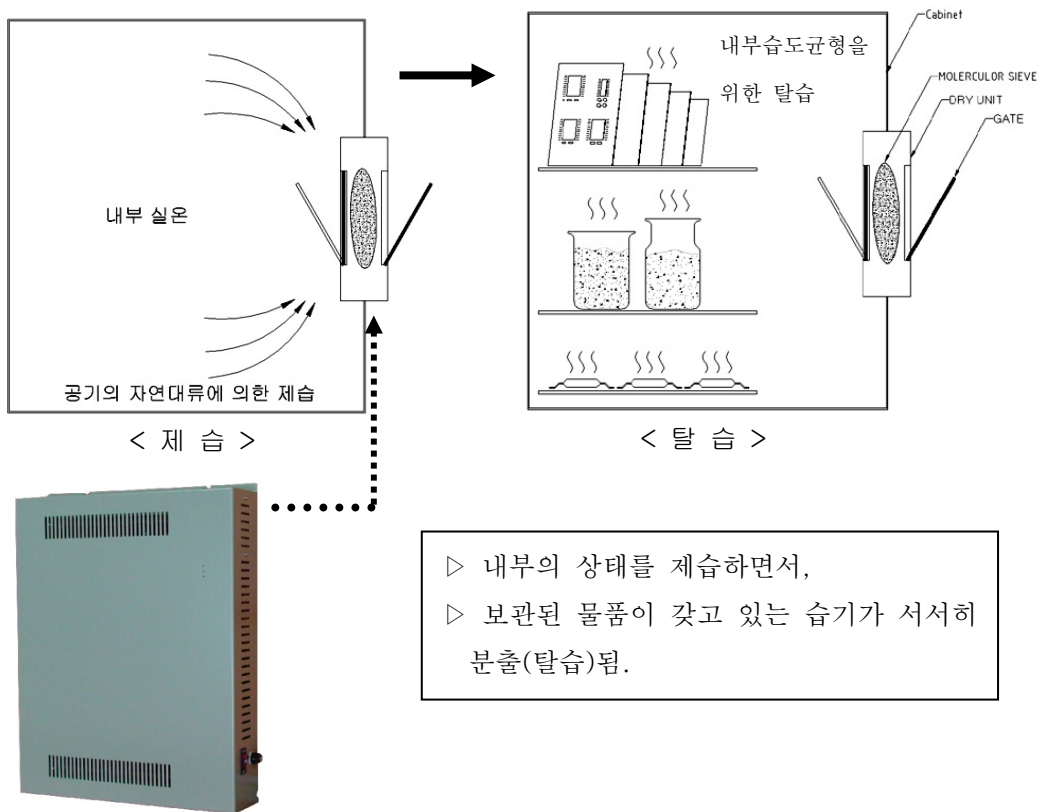 내부 실온
공기의 자연대류에 의한 제습
< 제 습 >
내부습도균형을
위한 탈습
Cabinet
MOLERCULOR SIEVE
DRY UNIT
GATE
< 탈 습 >
▷ 내부의 상태를 제습하면서,
▷ 보관된 물품이 갖고 있는 습기가 서서히
분출(탈습)됨.